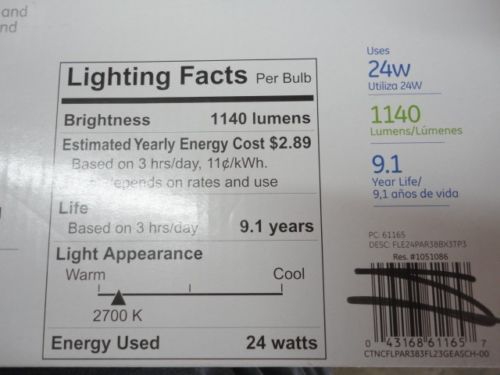 and
nd
Lighting Facts Per Bulb
Brightness 1140 lumens
Estimated Yearly Energy Cost $2.89
Based on 3 hrs/day, 11¢/kWh.
depends on rates and use
Life
Based on 3 hrs/day 9.1 years
Light Appearance
Warm Cool
2700 K
Energy Used 24 watts
Uses
24W
Utiliza 24W
1140
Lumens/Lúmenes
9.1
Year Life/
9,1 años de vida
PC: 61165
DESC: FLE24PAR38BX3TP3
Res. #1051086
0 43168 61165 7
CTNCFLPAR383FL23GEASCH-00